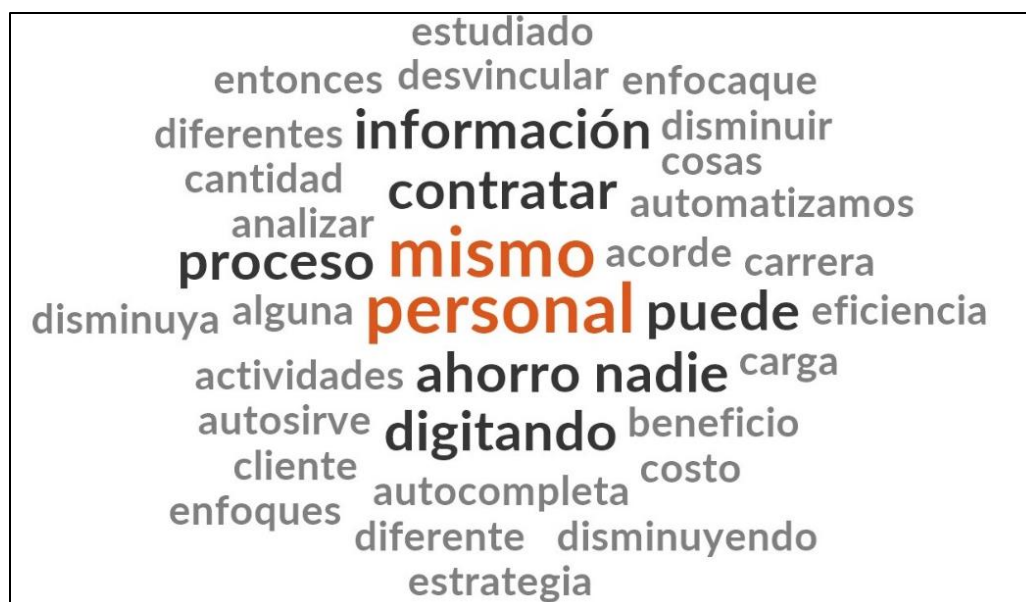 estudiado
entonces desvincular enfocaque
diferentes información disminuir
cosas
cantidad contratar automatizamos
analizar
proceso mismo acorde carrera
disminuya alguna personal puede eficiencia
actividades ahorro nadie carga
autosirve digitando beneficio
cliente costo
enfoques autocompleta
diferente disminuyendo
estrategia